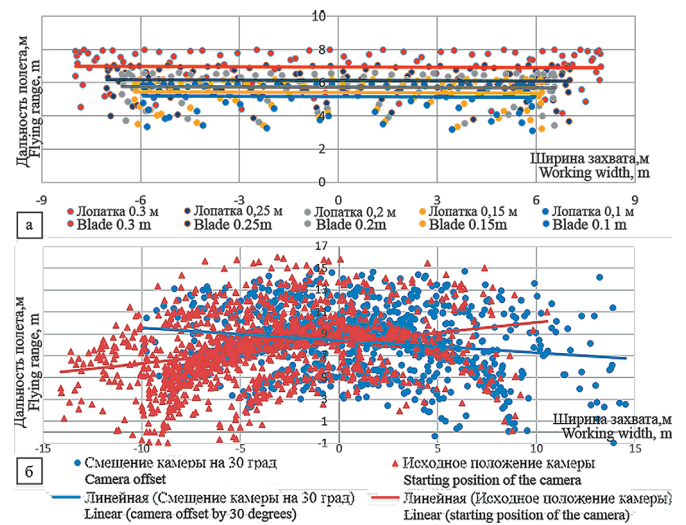 Дальность полета,м
Flying range, m
10
8
6
4
2
0
-9
-6
-3
0
3
6
9
Ширина захвата,м
Working width, m
а
Лопатка 0.3 м
Blade 0.3 m
Лопатка 0,25 м
Blade 0.25m
Лопатка 0,2 м
Blade 0.2m
Лопатка 0,15 м
Blade 0.15m
Лопатка 0,1 м
Blade 0.1 m
Дальность полета,м
Flying range, m
17
15
13
11
9
3
1
-1
-15
-10
-5
0
5
10
15
Ширина захвата,м
Working width, m
б
Смещение камеры на 30 град
Camera offset
Исходное положение камеры
Starting position of the camera
Линейная (Смещение камеры на 30 град)
Linear (camera offset by 30 degrees)
Линейная (Исходное положение камеры)
Linear (starting position of the camera)